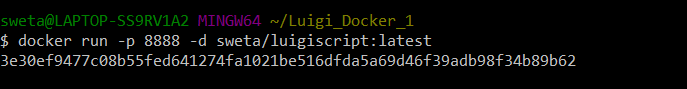 sweta@LAPTOP-SS9RV1A2 MINGW64 ~/Luigi_Docker_1
$ docker run -p 8888 -d sweta/luigiscript:latest
3e30ef9477c08b55fed641274fa1021be516dfda5a69d46f39adb98f34b89b62